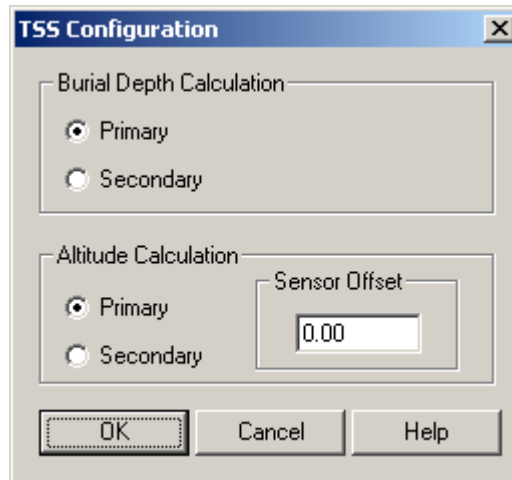 TSS Configuration
Burial Depth Calculation
Primary
Secondary
Altitude Calculation
Sensor Offset
Primary
0.00
Secondary
OK Cancel Help